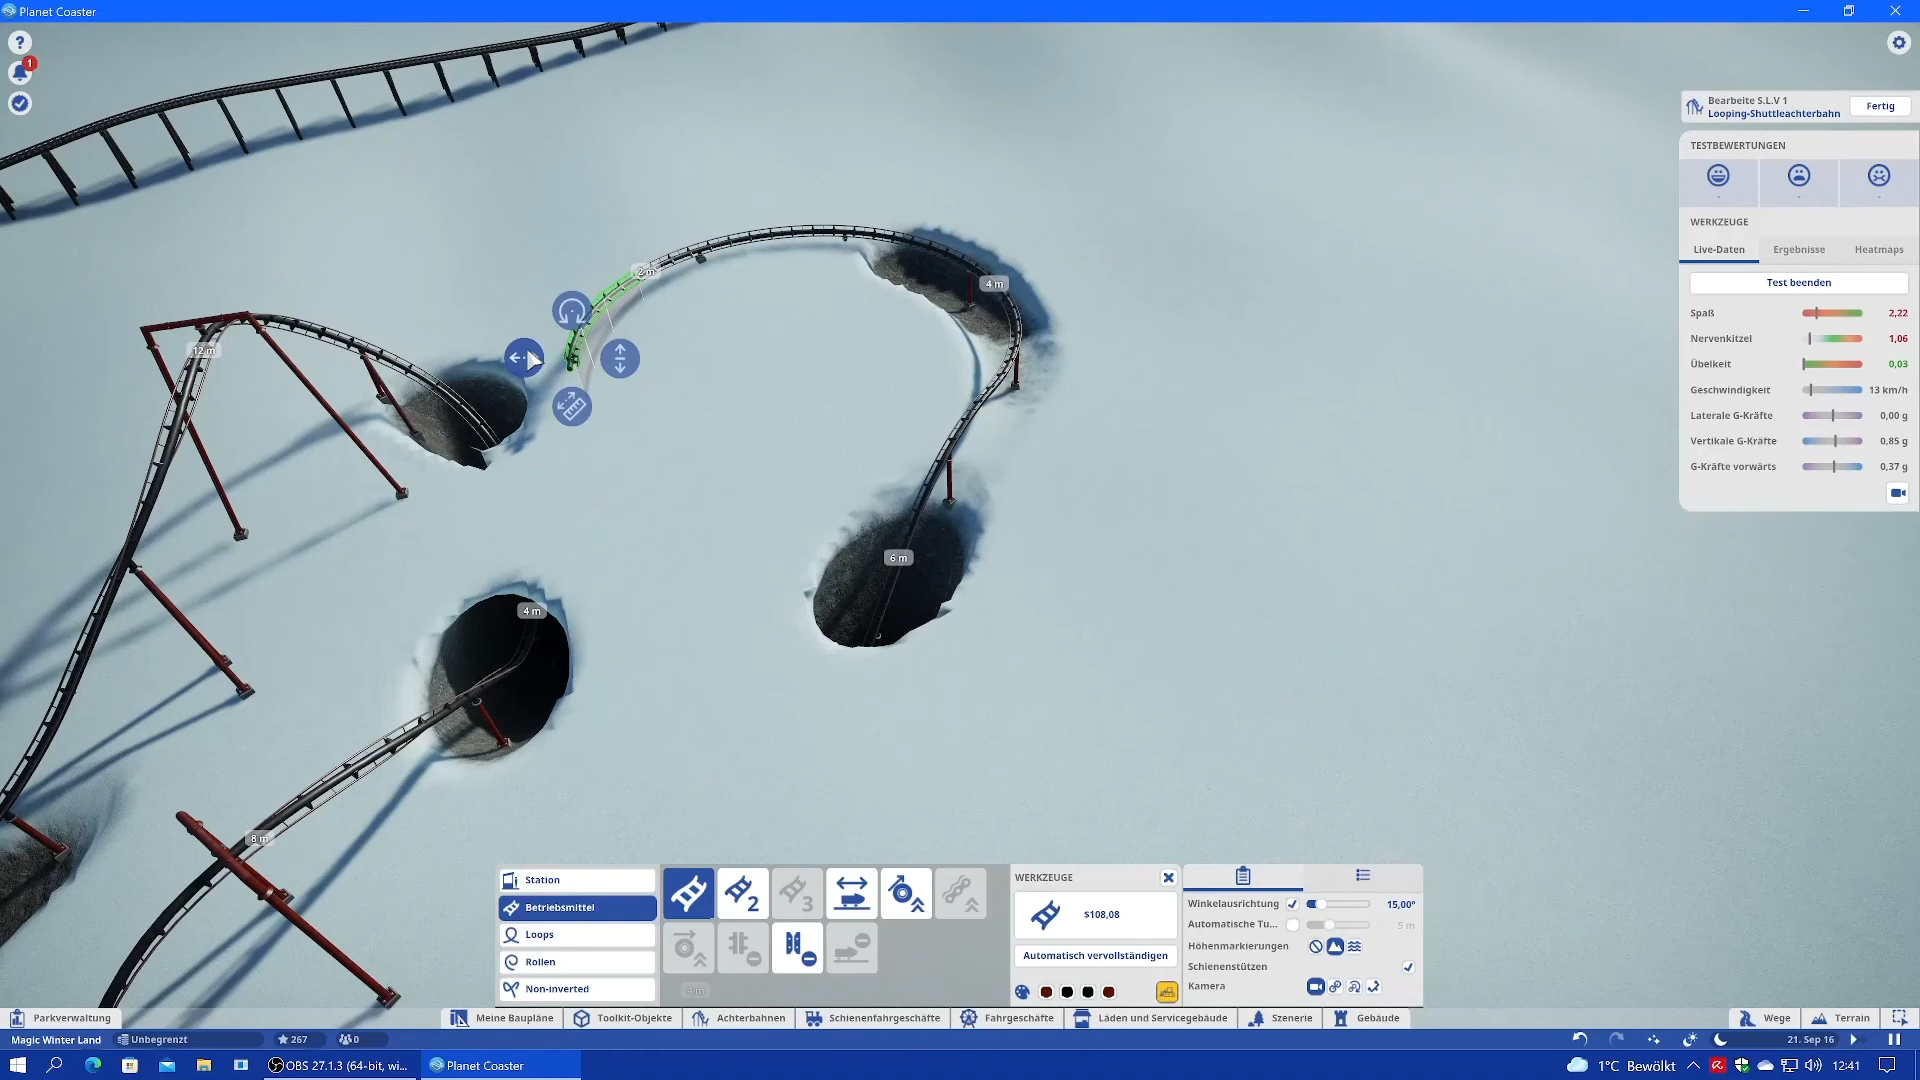 Planet Coaster
?
1
Bearbeite S.L.V 1
Looping-Shuttleachterbahn
Fertig
TESTBEWERTUNGEN
- - -
WERKZEUGE
Live-Daten Ergebnisse Heatmaps
Test beenden
Spaß 2,22
Nervenkitzel 1,06
Übelkeit 0,03
Geschwindigkeit 13 km/h
Laterale G-Kräfte 0,00 g
Vertikale G-Kräfte 0,85 g
G-Kräfte vorwärts 0,37 g
2 m
4 m
12 m
6 m
4 m
8 m
Station
Betriebsmittel
Loops
Rollen
Non-inverted
2
3
4 m
WERKZEUGE
$108,08
Automatisch vervollständigen
Winkelausrichtung 15,00°
Automatische Tu... 5 m
Höhenmarkierungen
Schienenstützen
Kamera
Parkverwaltung
Meine Baupläne
Toolkit-Objekte
Achterbahnen
Schienenfahrgeschäfte
Fahrgeschäfte
Läden und Servicegebäude
Szenerie
Gebäude
Wege
Terrain
Magic Winter Land
Unbegrenzt
267
0
21. Sep 16
OBS 27.1.3 (64-bit, wi...
Planet Coaster
1°C Bewölkt
12:41